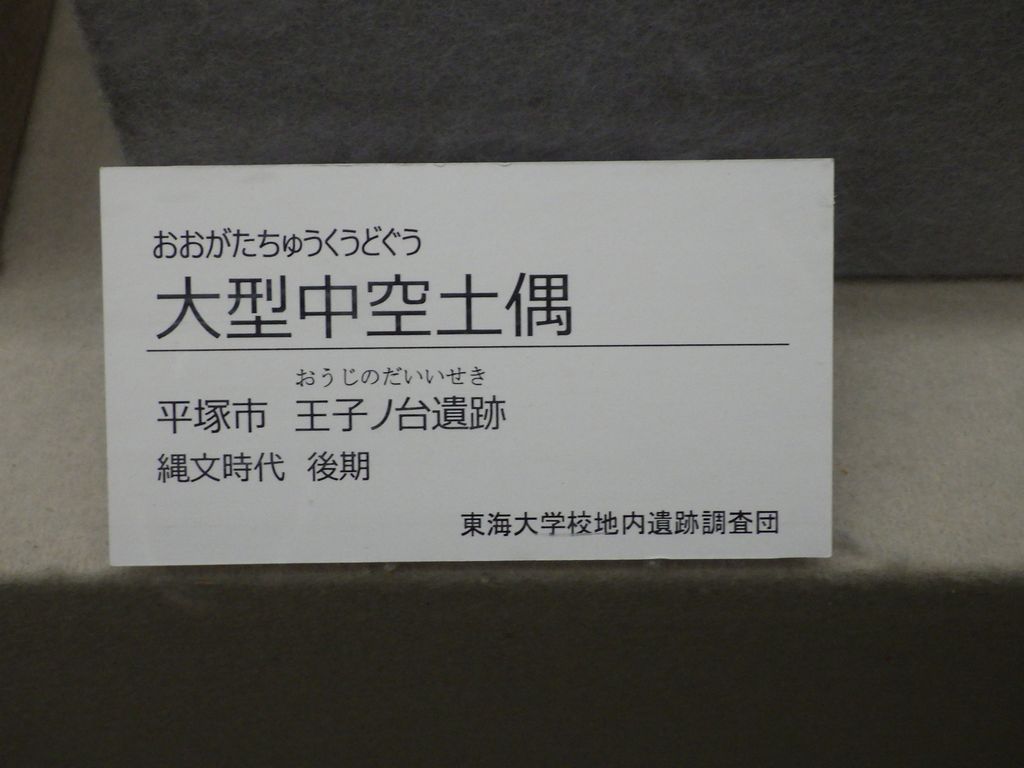 おおがたちゅうくうどぐう
大型中空土偶
おうじのだいいせき
平塚市 王子ノ台遺跡
縄文時代 後期
東海大学校地内遺跡調査団